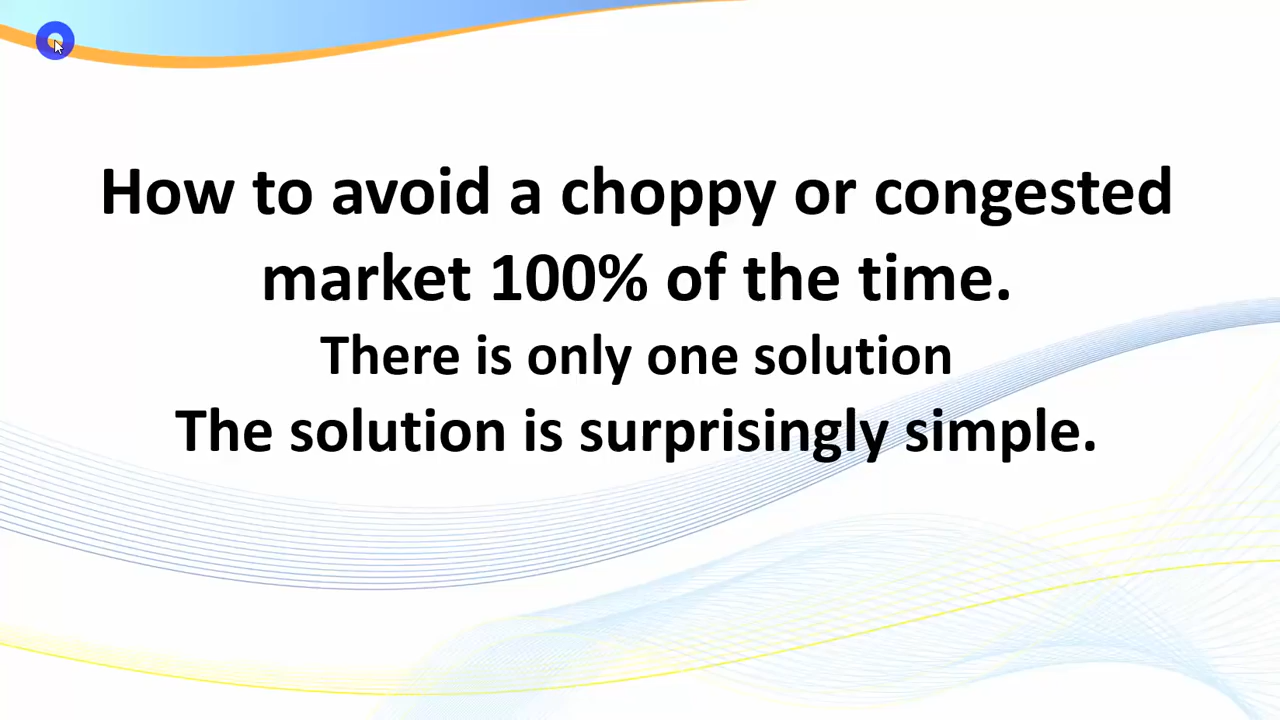 How to avoid a choppy or congested
market 100% of the time.
There is only one solution
The solution is surprisingly simple.